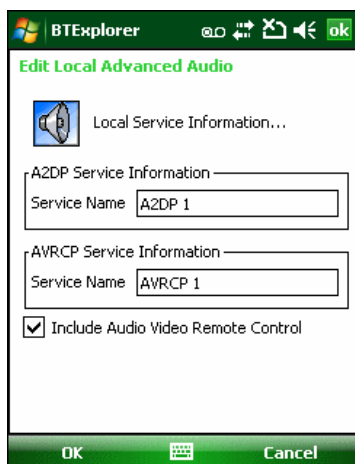 BTExplorer ok
Edit Local Advanced Audio
Local Service Information...
A2DP Service Information
Service Name A2DP 1
AVRCP Service Information
Service Name AVRCP 1
Include Audio Video Remote Control
OK Cancel